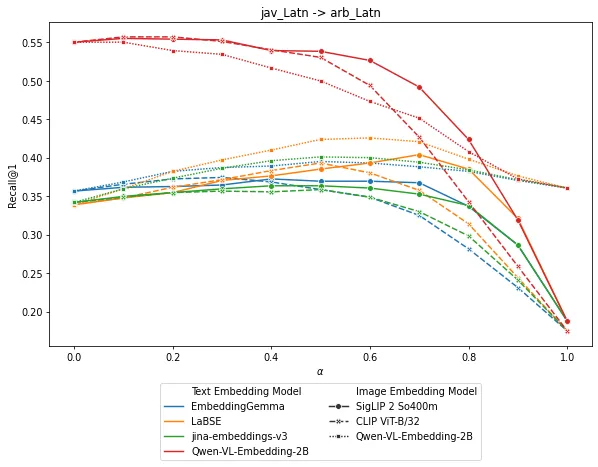 jav_Latn -> arb_Latn
Recall@1
0.55
0.50
0.45
0.40
0.35
0.30
0.25
0.20
0.0 0.2 0.4 0.6 0.8 1.0
α
Text Embedding Model
EmbeddingGemma
LaBSE
jina-embeddings-v3
Qwen-VL-Embedding-2B
Image Embedding Model
SigLIP 2 So400m
CLIP ViT-B/32
Qwen-VL-Embedding-2B